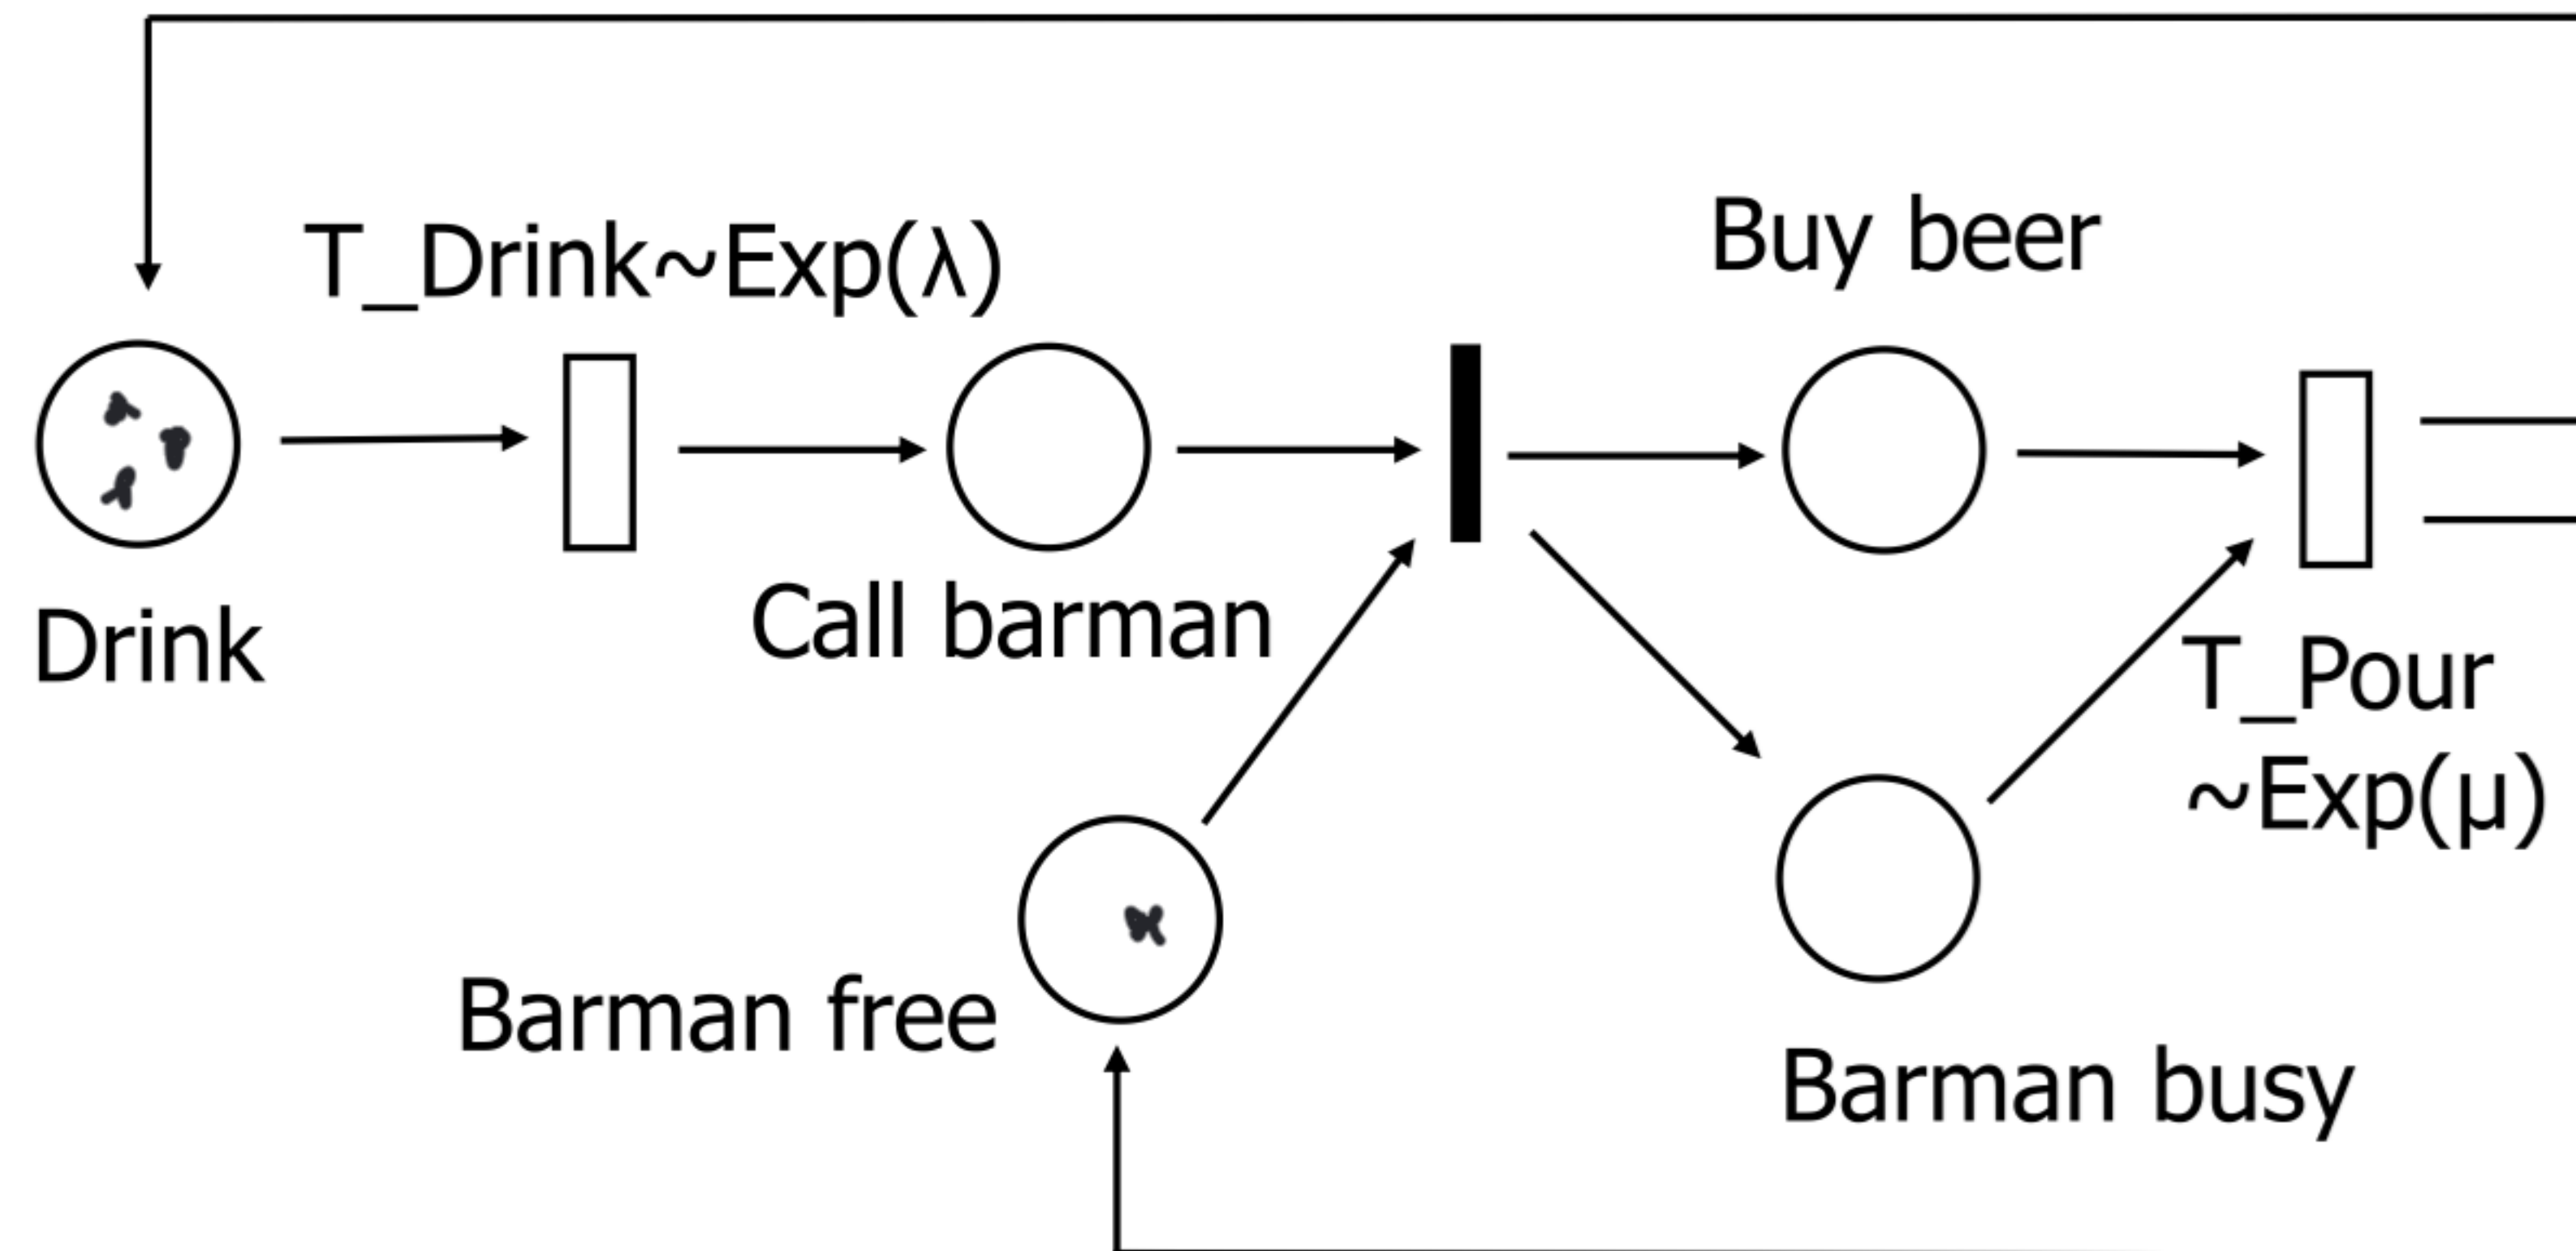 T_Drink~Exp(λ)
Buy beer
Drink
Call barman
T_Pour
~Exp(μ)
Barman free
Barman busy